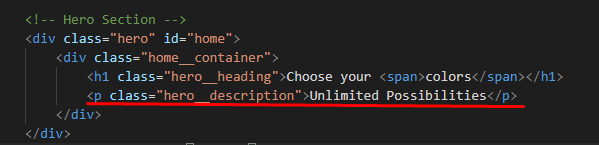 <!-- Hero Section -->
<div class="hero" id="home">
<div class="home__container">
<h1 class="hero__heading">Choose your <span>colors</span></h1>
<p class="hero__description">Unlimited Possibilities</p>
</div>
</div>